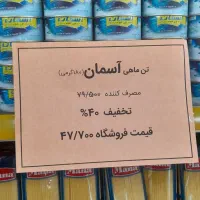 تن ماهی آسمان (۱۸۰گرمی)
مصرف کننده ۷۹/۵۰۰
تخفیف ۴۰%
قیمت فروشگاه ۴۷/۷۰۰